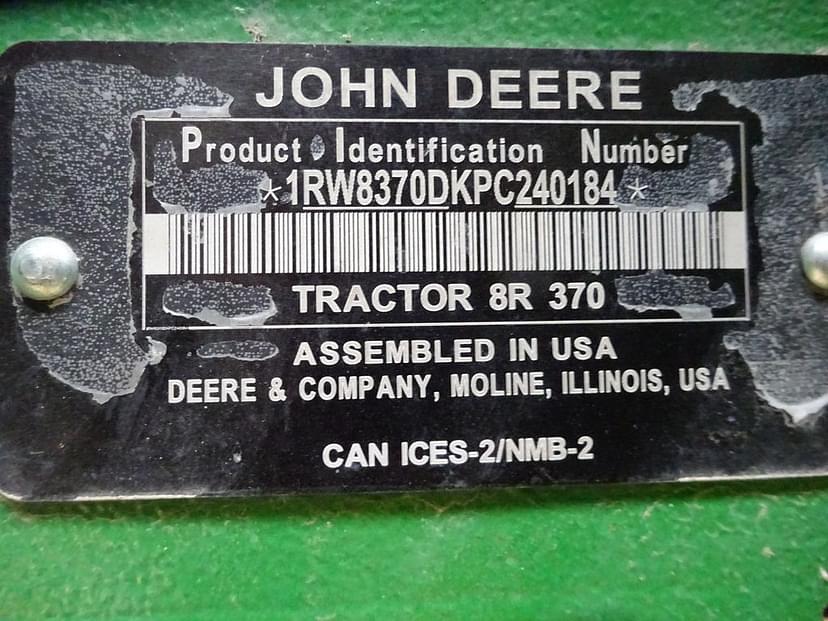 JOHN DEERE
Product Identification Number
*1RW8370DKPC240184*
TRACTOR 8R 370
ASSEMBLED IN USA
DEERE & COMPANY, MOLINE, ILLINOIS, USA
CAN ICES-2/NMB-2